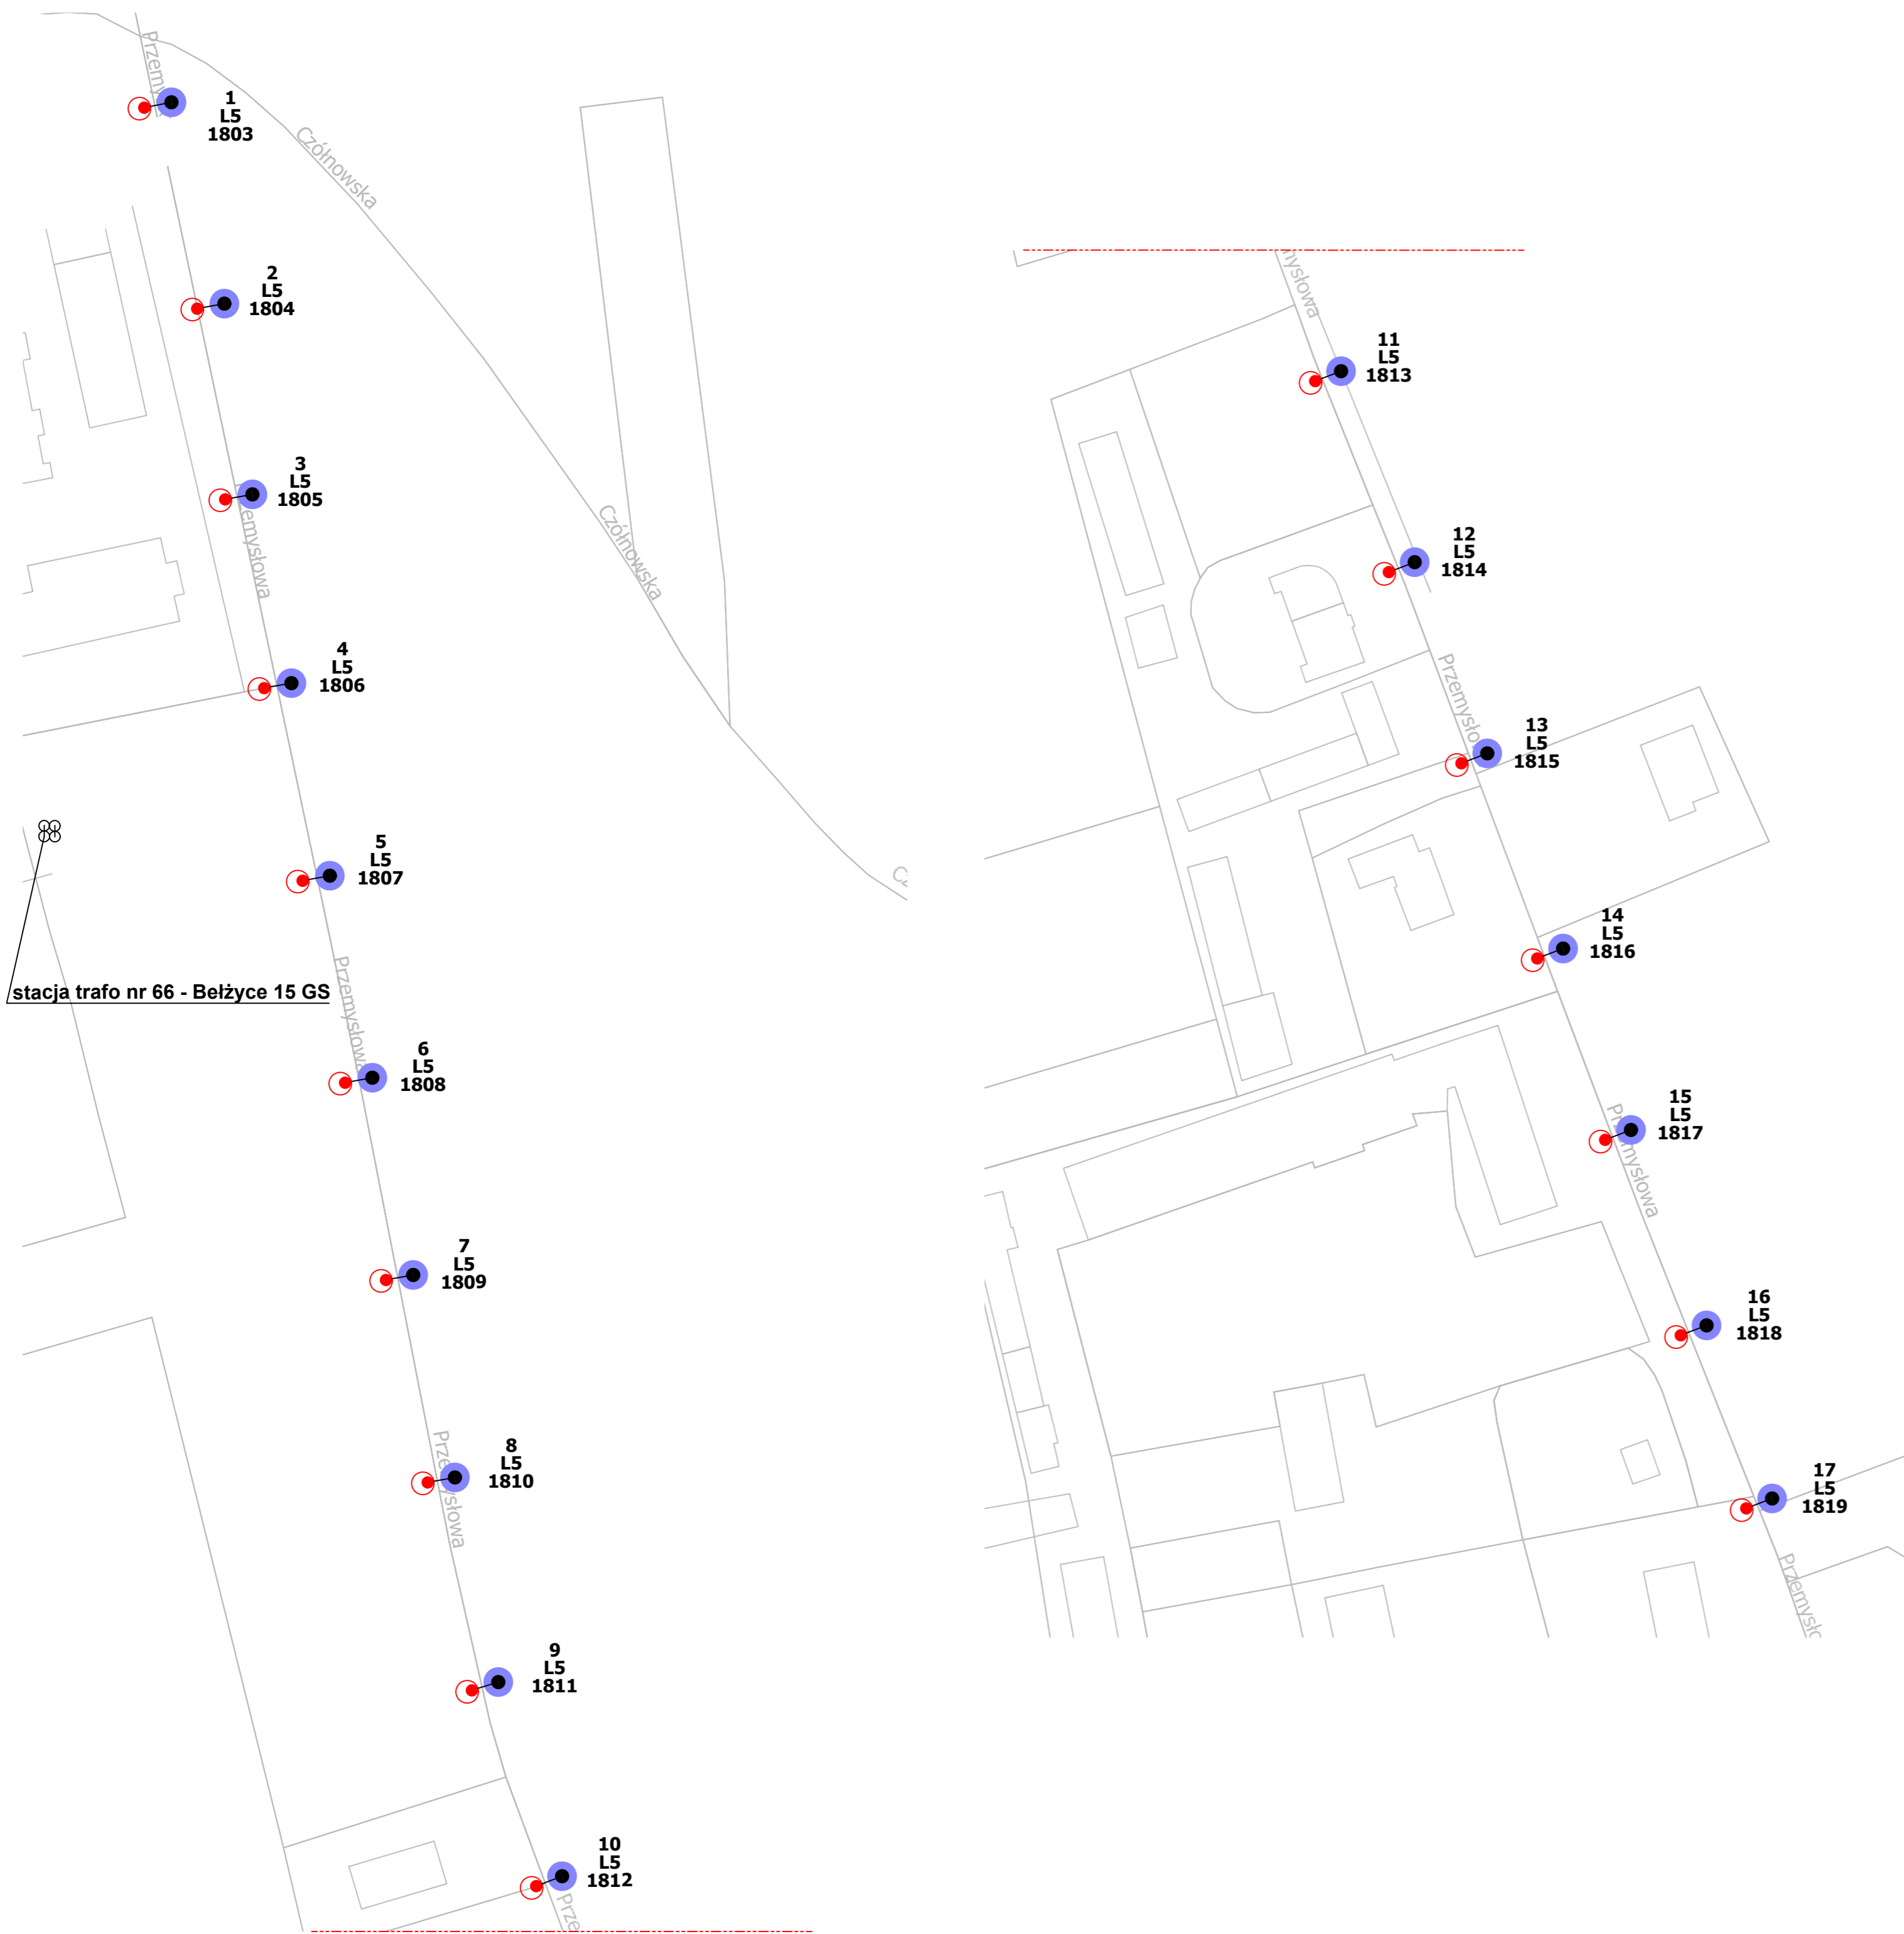 Przemy
1
L5
1803
Czółnowska
2
L5
1804
3
L5
1805
emysłowa
Czółnowska
4
L5
1806
5
L5
1807
stacja trafo nr 66 - Bełżyce 15 GS
Przemysłowa
6
L5
1808
7
L5
1809
8
L5
1810
9
L5
1811
10
L5
1812
Prze
mysłowa
11
L5
1813
12
L5
1814
Przemysło
13
L5
1815
14
L5
1816
15
L5
1817
Przemysłowa
16
L5
1818
17
L5
1819
Przemysło